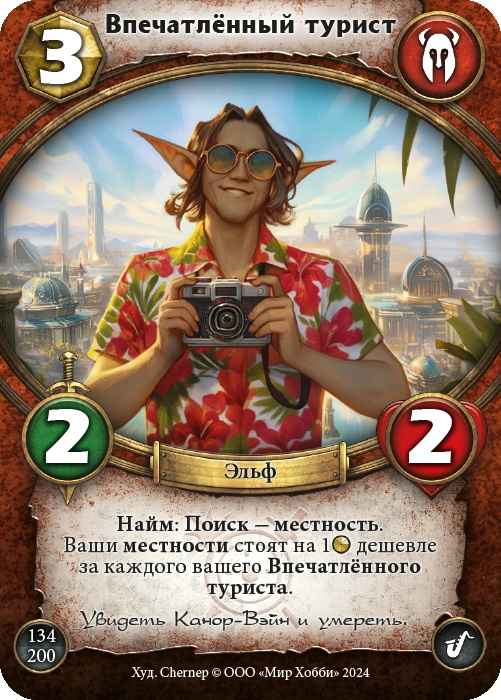 Впечатлённый турист
3
2
2
Эльф
Найм: Поиск — местность.
Ваши местности стоят на 1 дешевле
за каждого вашего Впечатлённого
туриста.
Увидеть Канор-Вэйн и умереть.
134
200
Худ. Chernep © ООО «Мир Хобби» 2024